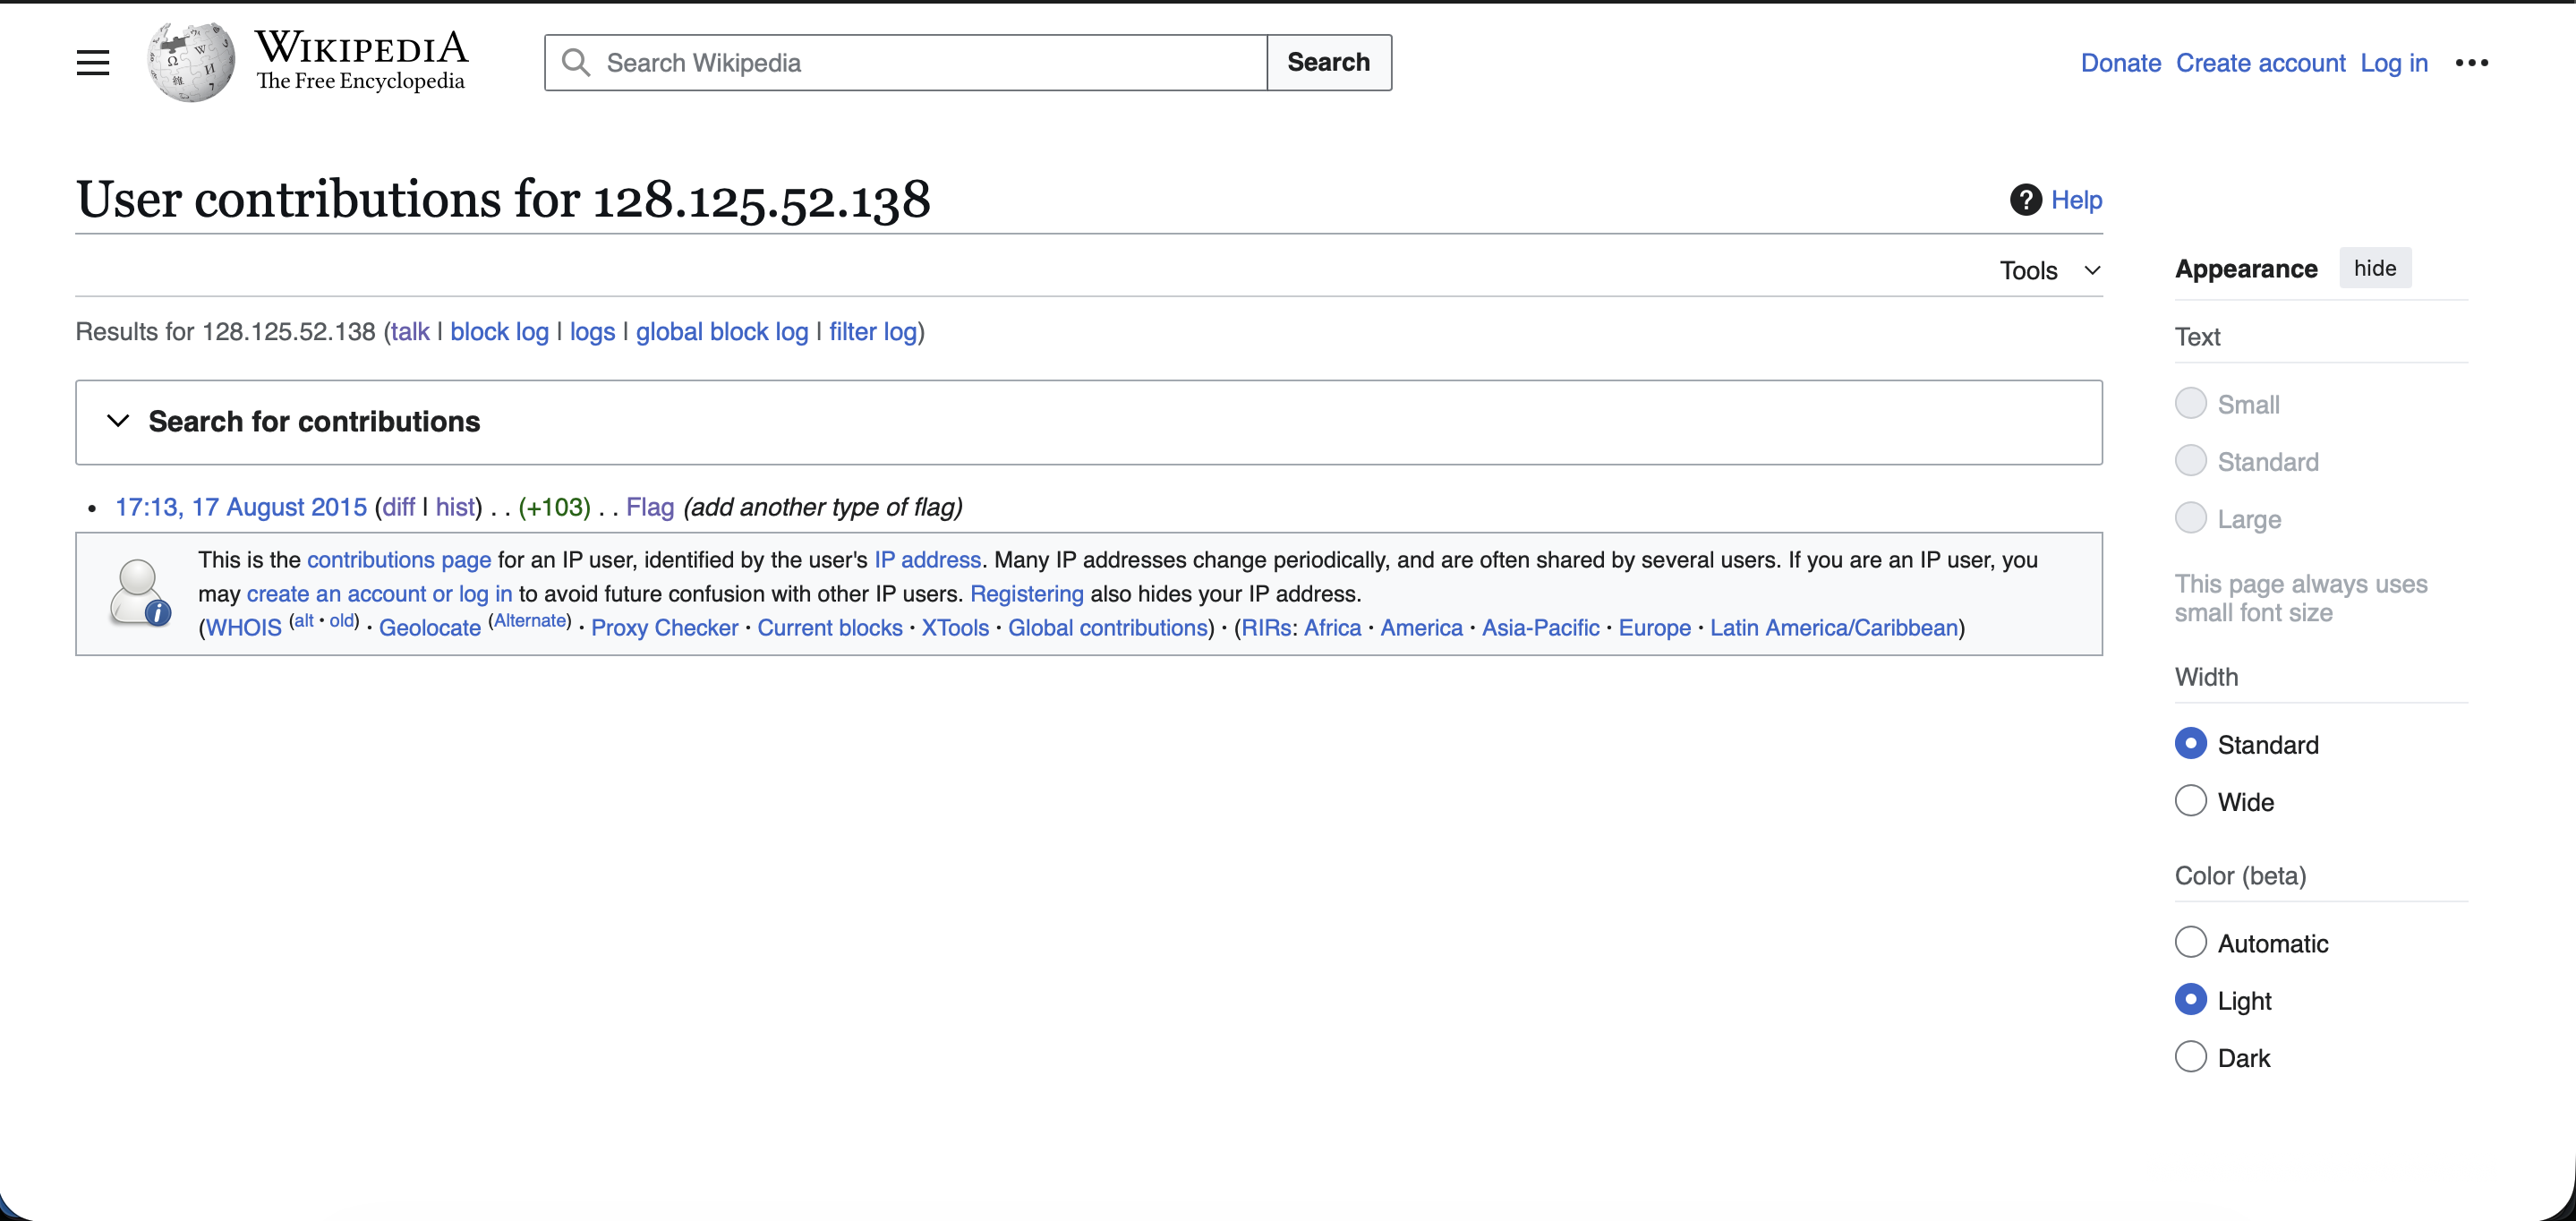 WIKIPEDIA
The Free Encyclopedia
Search Wikipedia
Search
Donate Create account Log in
User contributions for 128.125.52.138
? Help
Tools
Results for 128.125.52.138 (talk | block log | logs | global block log | filter log)
Search for contributions
• 17:13, 17 August 2015 (diff | hist) . . (+103) . . Flag (add another type of flag)
This is the contributions page for an IP user, identified by the user's IP address. Many IP addresses change periodically, and are often shared by several users. If you are an IP user, you
may create an account or log in to avoid future confusion with other IP users. Registering also hides your IP address.
(WHOIS (alt • old) · Geolocate (Alternate) · Proxy Checker · Current blocks · XTools · Global contributions) · (RIRs: Africa · America · Asia-Pacific · Europe · Latin America/Caribbean)
Appearance hide
Text
Small
Standard
Large
This page always uses
small font size
Width
Standard
Wide
Color (beta)
Automatic
Light
Dark